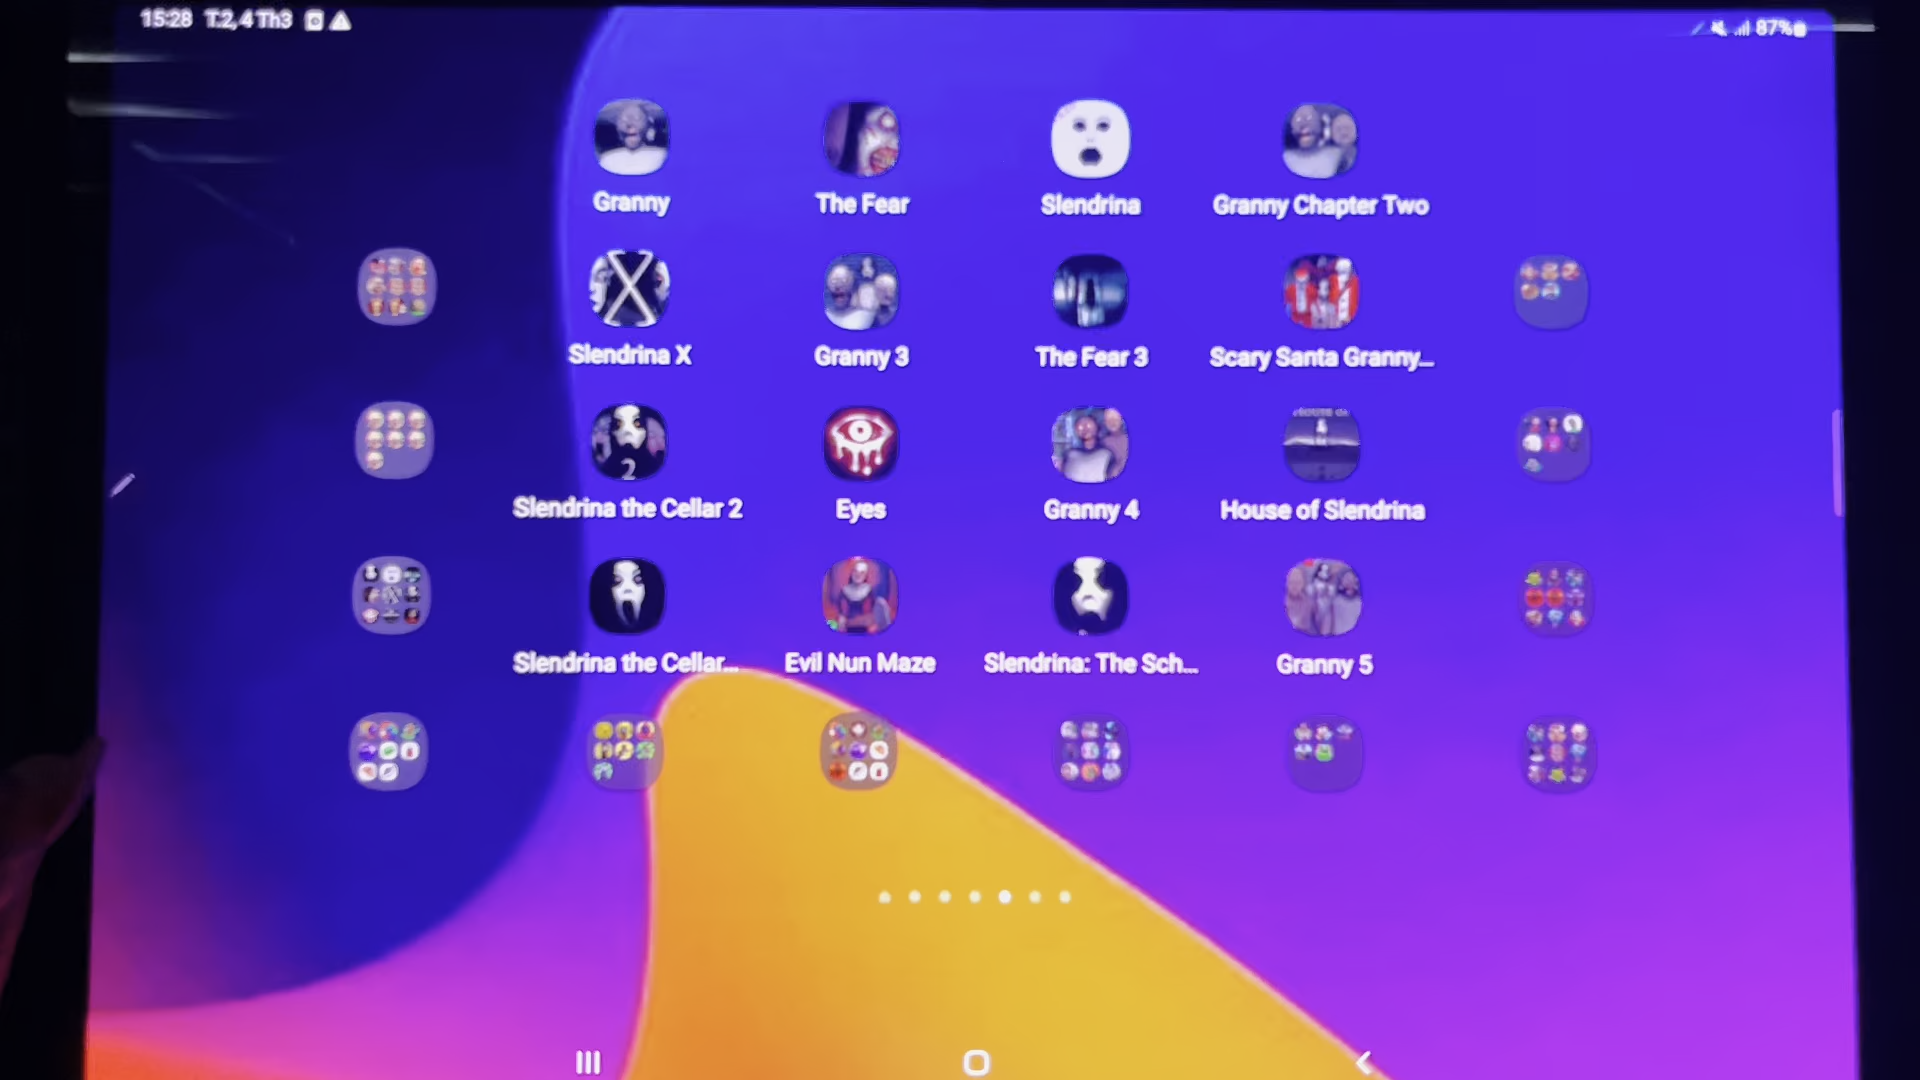 15:28 T.2, 4 Th3
87%
Granny
The Fear
Slendrina
Granny Chapter Two
Slendrina X
Granny 3
The Fear 3
Scary Santa Granny...
Slendrina the Cellar 2
Eyes
Granny 4
House of Slendrina
Slendrina the Cellar...
Evil Nun Maze
Slendrina: The Sch...
Granny 5
2